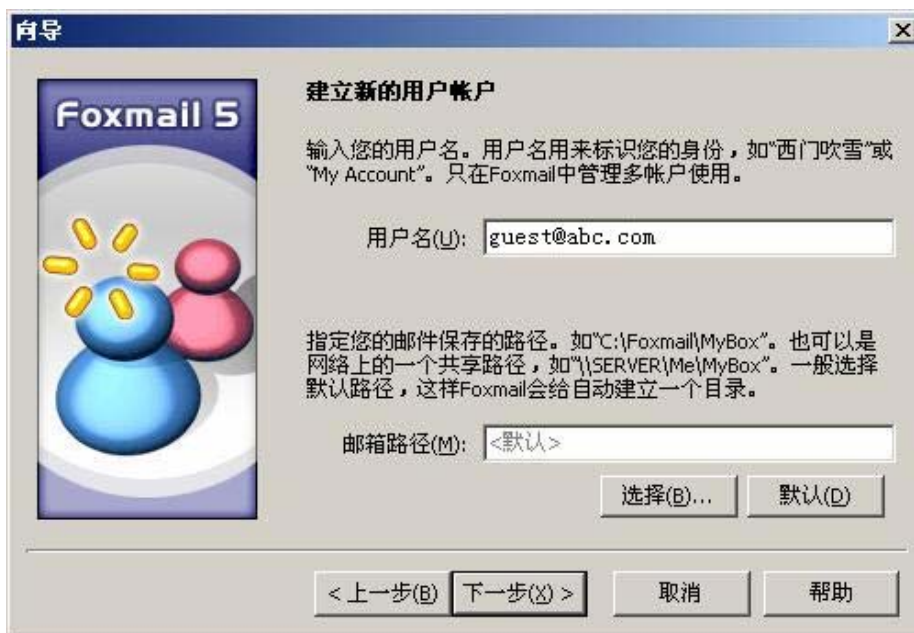 向导
Foxmail 5
建立新的用户帐户
输入您的用户名。用户名用来标识您的身份，如“西门吹雪”或
“My Account”。只在Foxmail中管理多帐户使用。
用户名(U): guest@abc.com
指定您的邮件保存的路径。如“C:\Foxmail\MyBox”。也可以是
网络上的一个共享路径，如“\\SERVER\Me\MyBox”。一般选择
默认路径，这样Foxmail会给自动建立一个目录。
邮箱路径(M): <默认>
选择(B)... 默认(D)
< 上一步(B) 下一步(X) > 取消 帮助